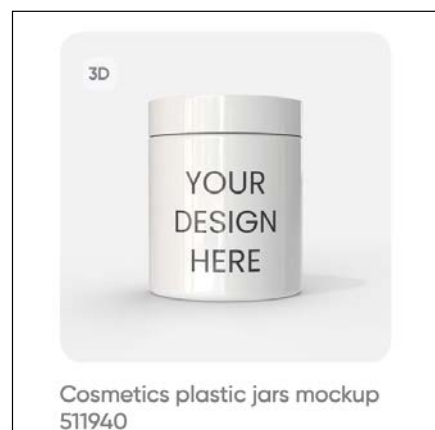 3D
YOUR
DESIGN
HERE
Cosmetics plastic jars mockup
511940